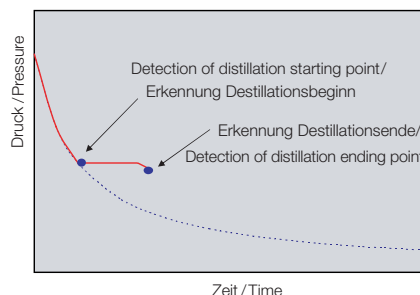 Druck / Pressure
Detection of distillation starting point/
Erkennung Destillationsbeginn
Erkennung Destillationsende/
Detection of distillation ending point
Zeit / Time